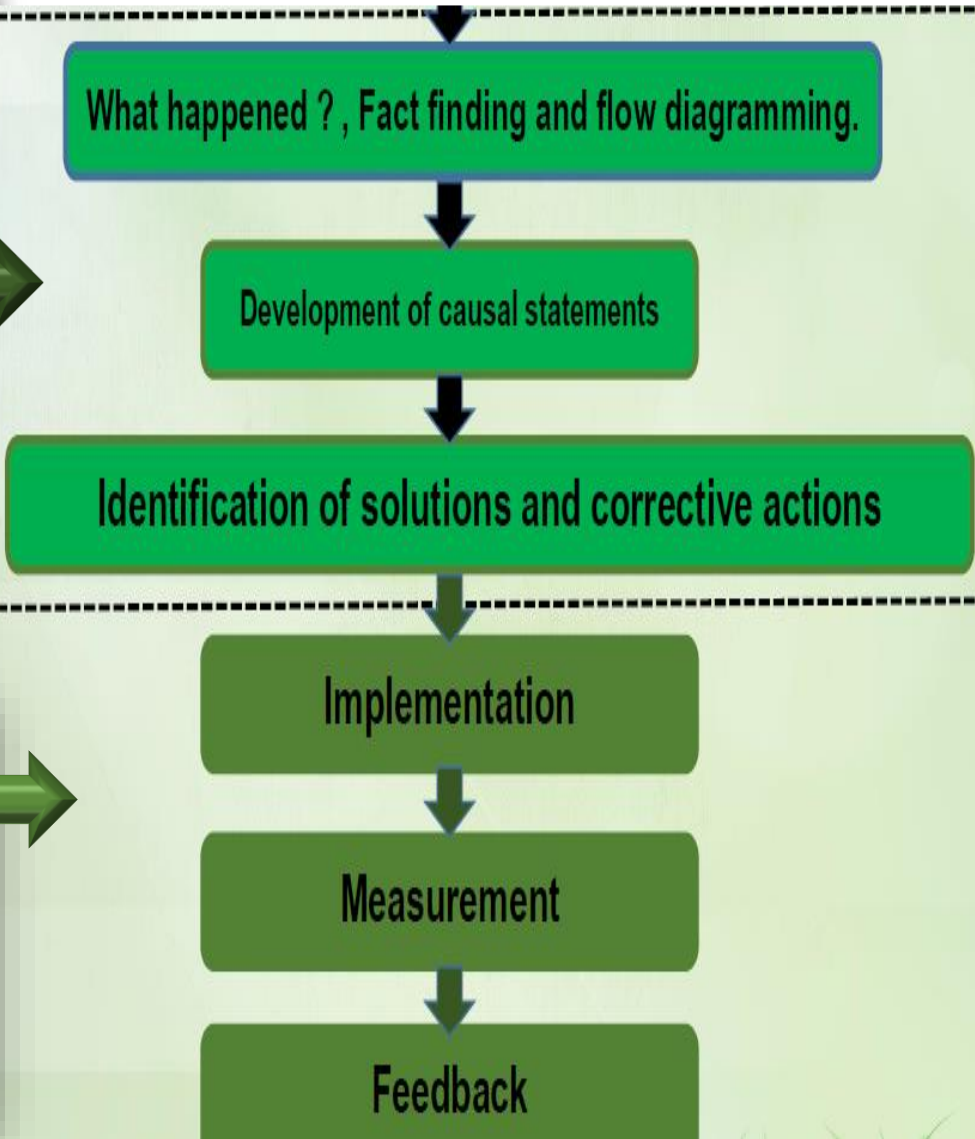 What happened ? , Fact finding and flow diagramming.
Development of causal statements
Identification of solutions and corrective actions
Implementation
Measurement
Feedback